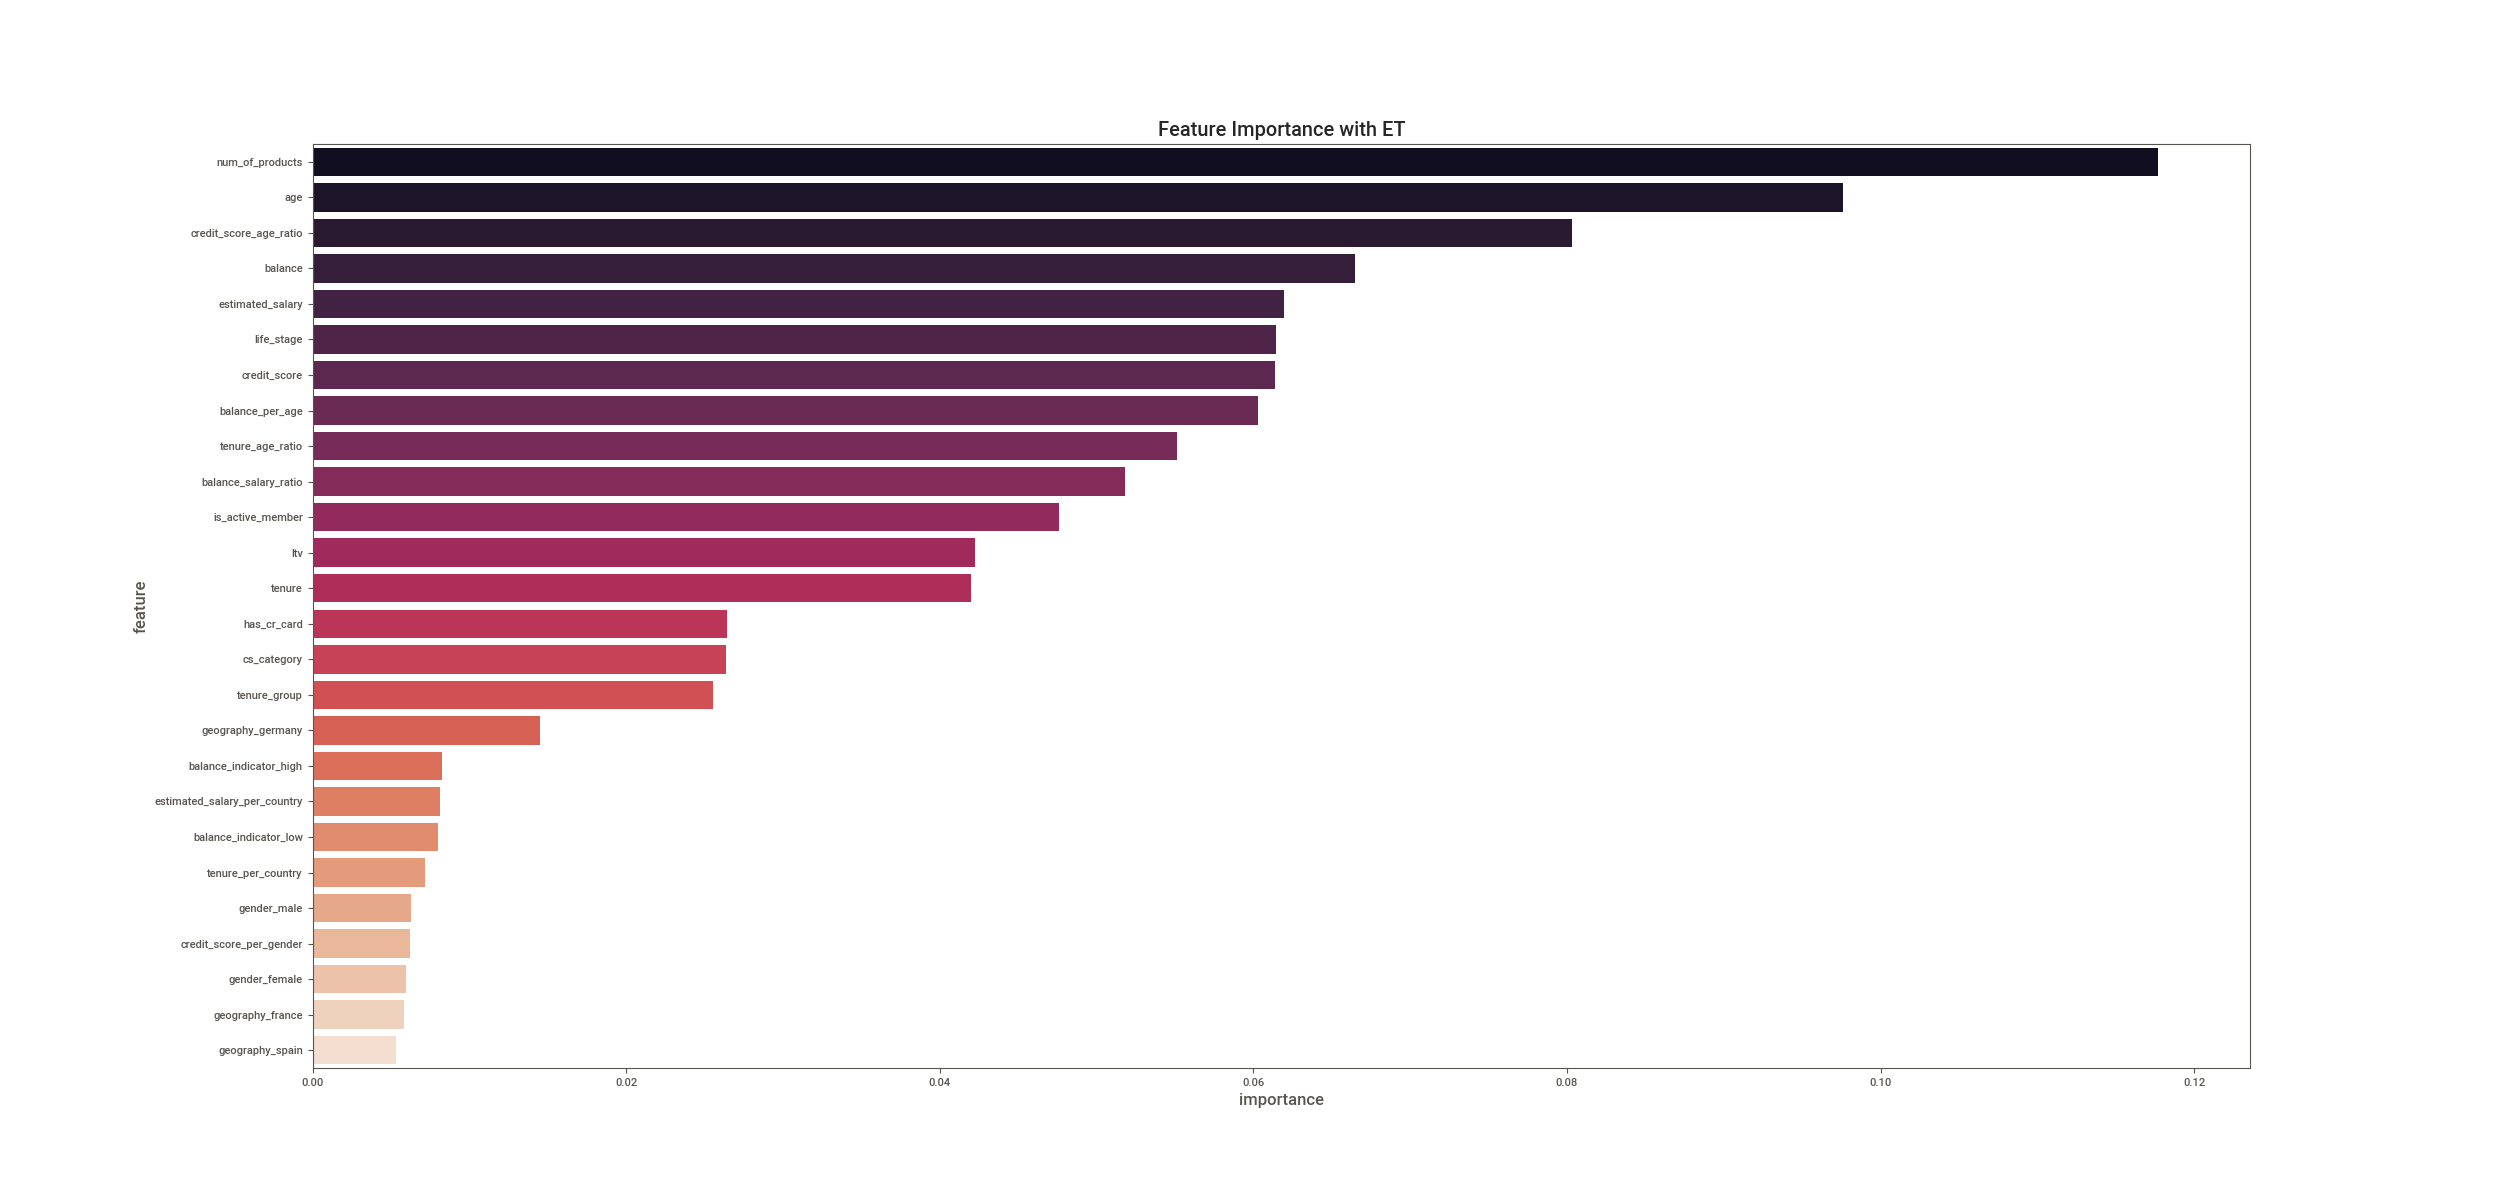 Feature Importance with ET
num_of_products
age
credit_score_age_ratio
balance
estimated_salary
life_stage
credit_score
balance_per_age
tenure_age_ratio
balance_salary_ratio
is_active_member
ltv
tenure
has_cr_card
cs_category
tenure_group
geography_germany
balance_indicator_high
estimated_salary_per_country
balance_indicator_low
tenure_per_country
gender_male
credit_score_per_gender
gender_female
geography_france
geography_spain
feature
0.00 0.02 0.04 0.06 0.08 0.10 0.12
importance